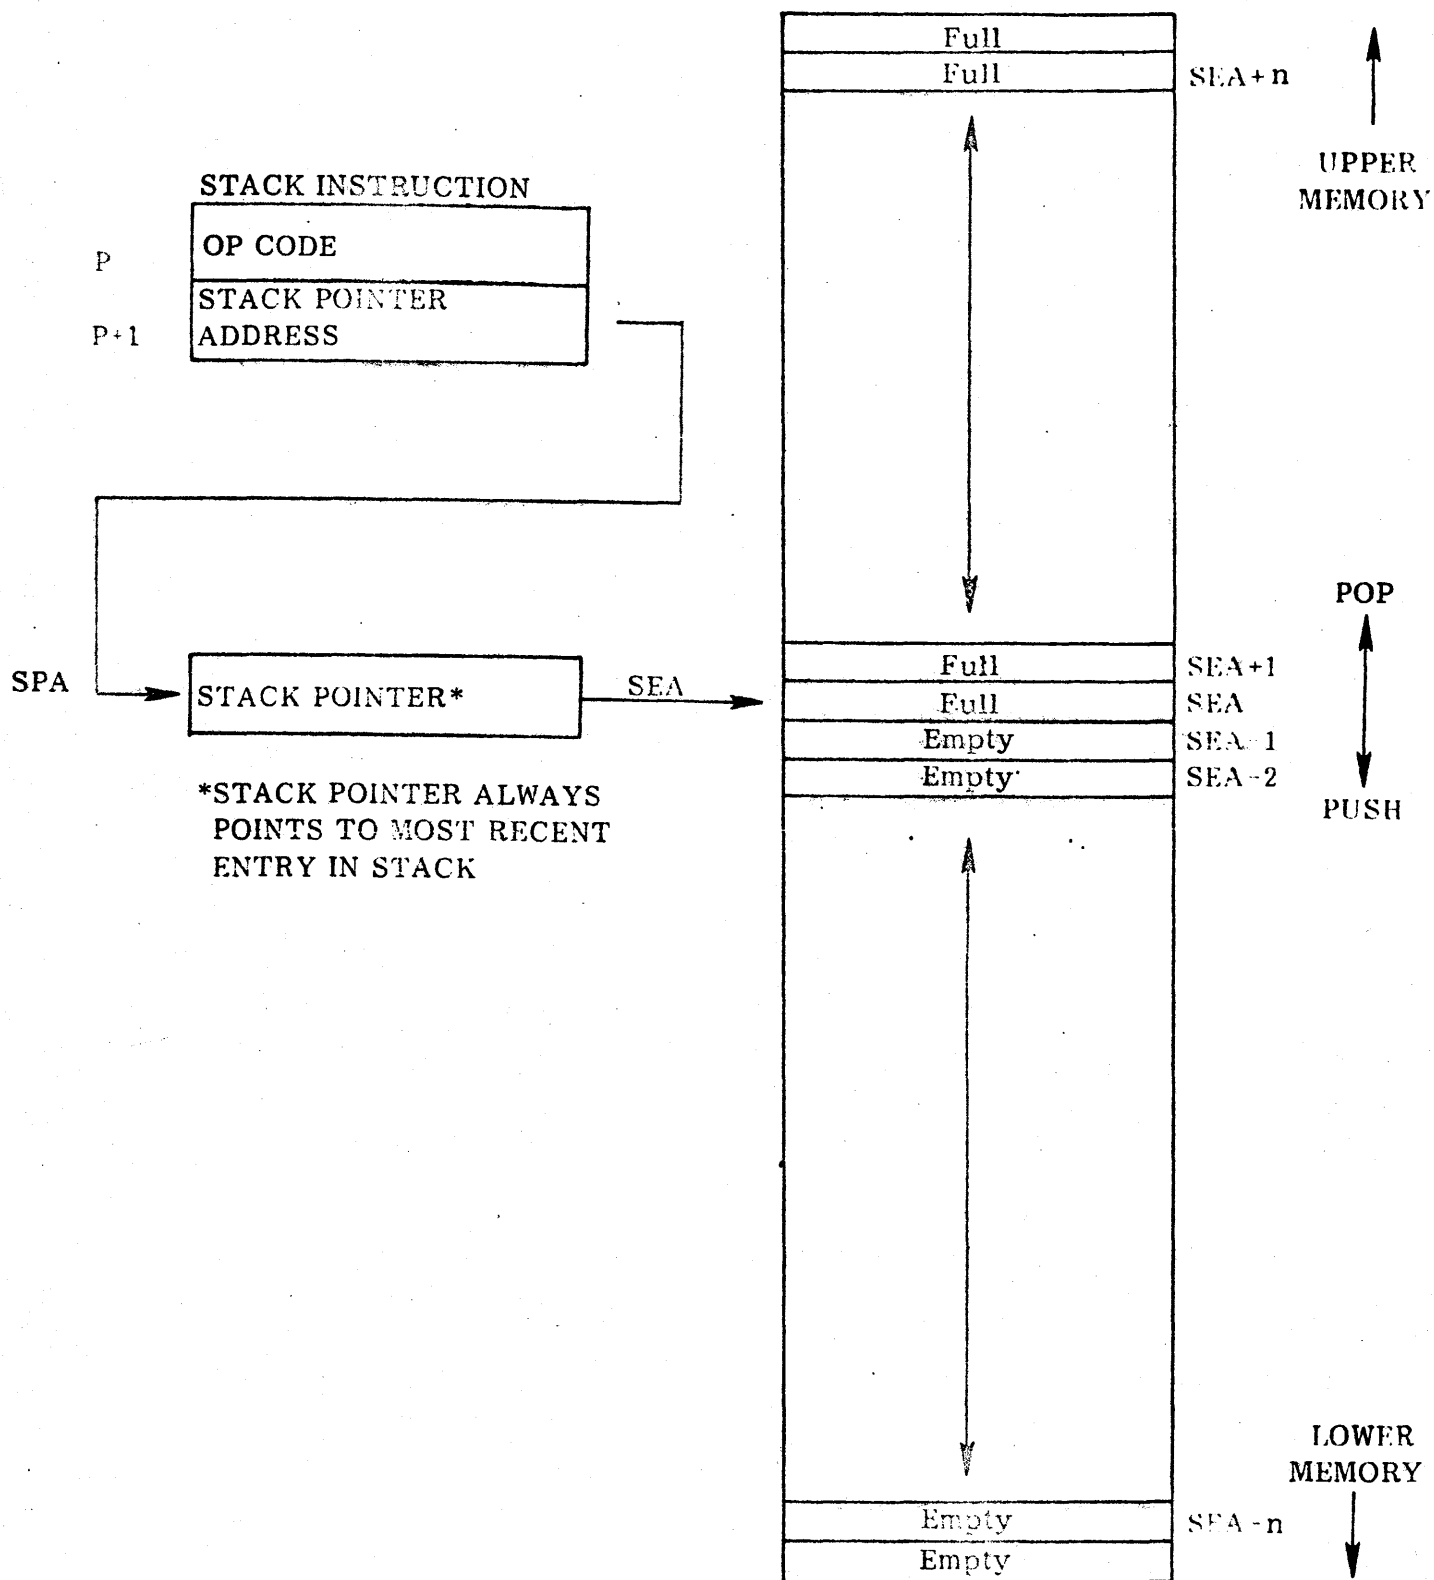 Full
Full
SEA+n
UPPER
MEMORY
STACK INSTRUCTION
P
OP CODE
P+1
STACK POINTER
ADDRESS
POP
SPA
STACK POINTER*
SEA
Full
SEA+1
Full
SEA
Empty
SEA-1
Empty
SEA-2
PUSH
*STACK POINTER ALWAYS
POINTS TO MOST RECENT
ENTRY IN STACK
LOWER
MEMORY
Empty
SEA-n
Empty